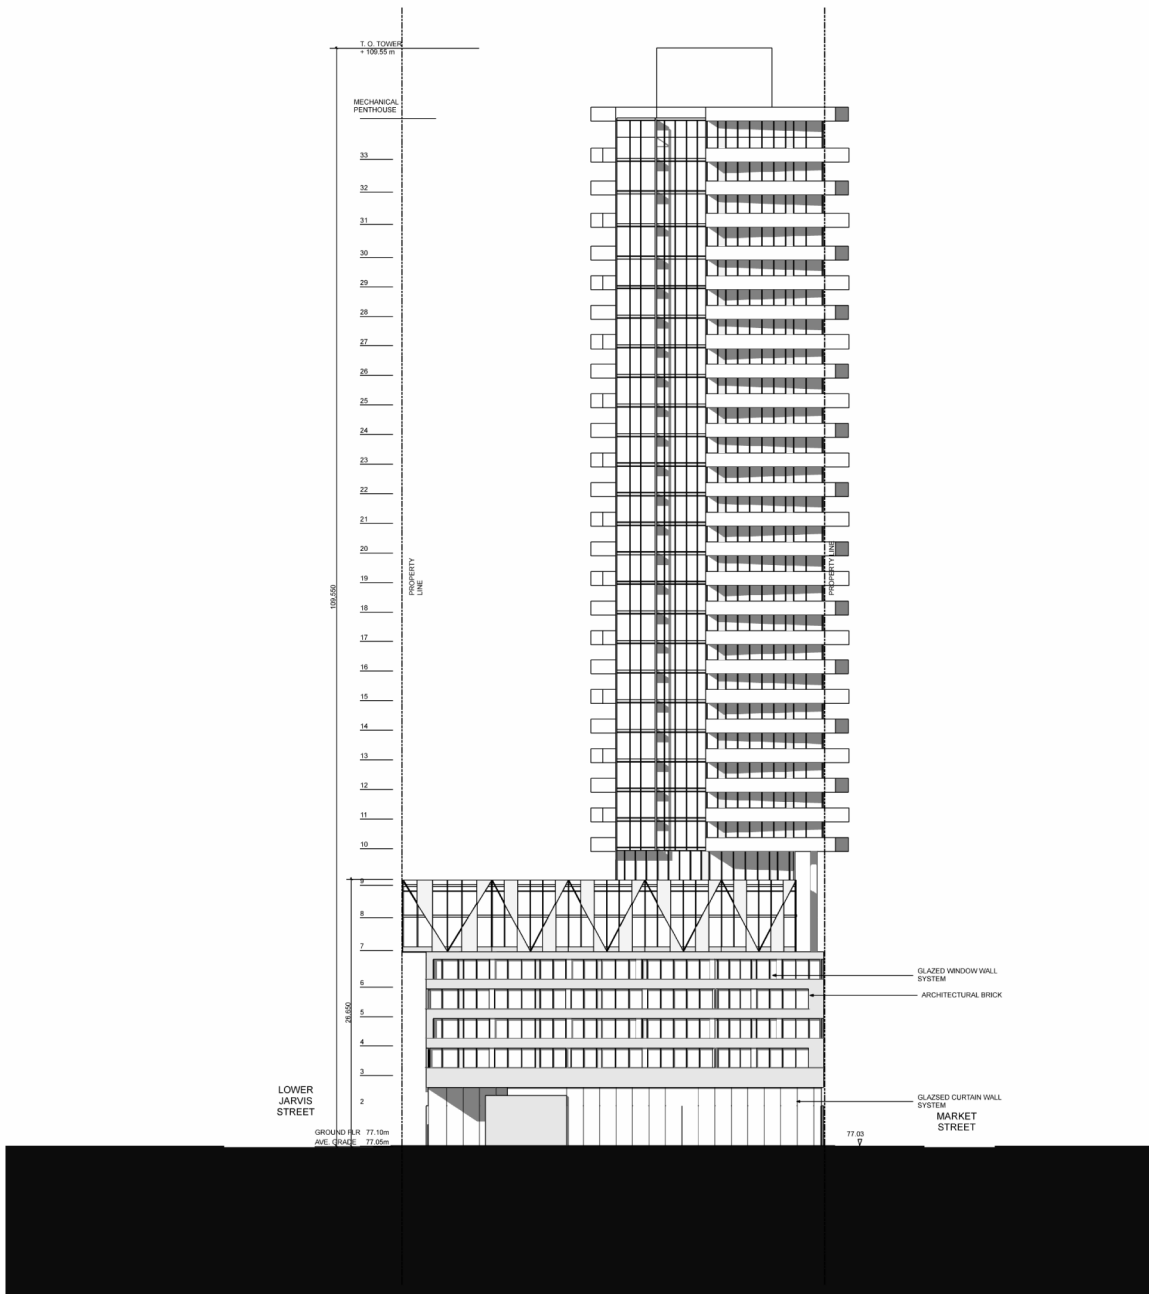 T. O. TOWER
+ 109.55 m
MECHANICAL
PENTHOUSE
33
32
31
30
29
28
27
26
25
24
23
22
21
20
19
18
17
16
15
14
13
12
11
10
9
8
7
6
5
4
3
2
109,550
26,650
PROPERTY
LINE
PROPERTY LINE
GLAZED WINDOW WALL
SYSTEM
ARCHITECTURAL BRICK
GLAZSED CURTAIN WALL
SYSTEM
LOWER
JARVIS
STREET
MARKET
STREET
GROUND FLR 77.10m
AVE. GRADE 77.05m
77.03